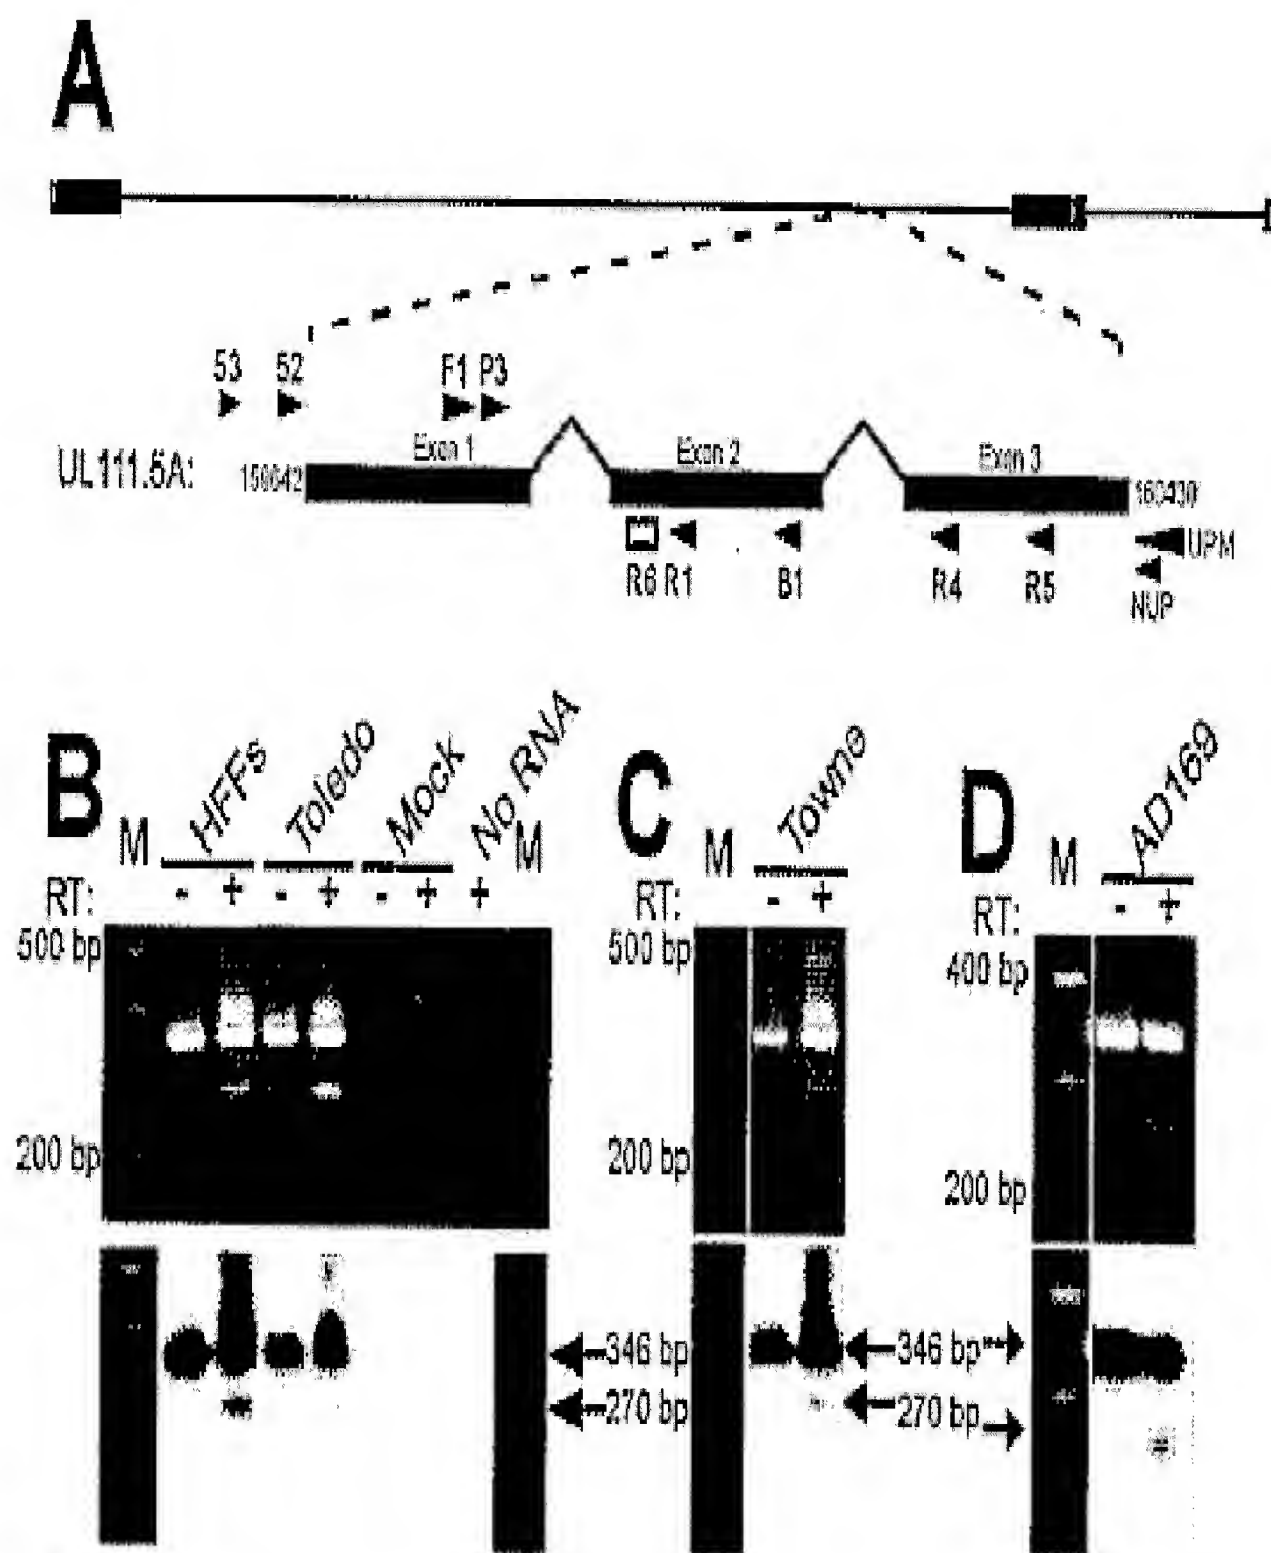 A
53 52 F1 P3
Exon 1 Exon 2 Exon 3
UL111.5A: 159642 160430
UPM
R6 R1 B1 R4 R5
NUP
B HFFs Toledo Mock No RNA C Towne D AD169
M M M M
RT: - + - + - + + RT: - + RT: - +
500 bp 500 bp 400 bp
200 bp 200 bp 200 bp
346 bp 346 bp
270 bp 270 bp